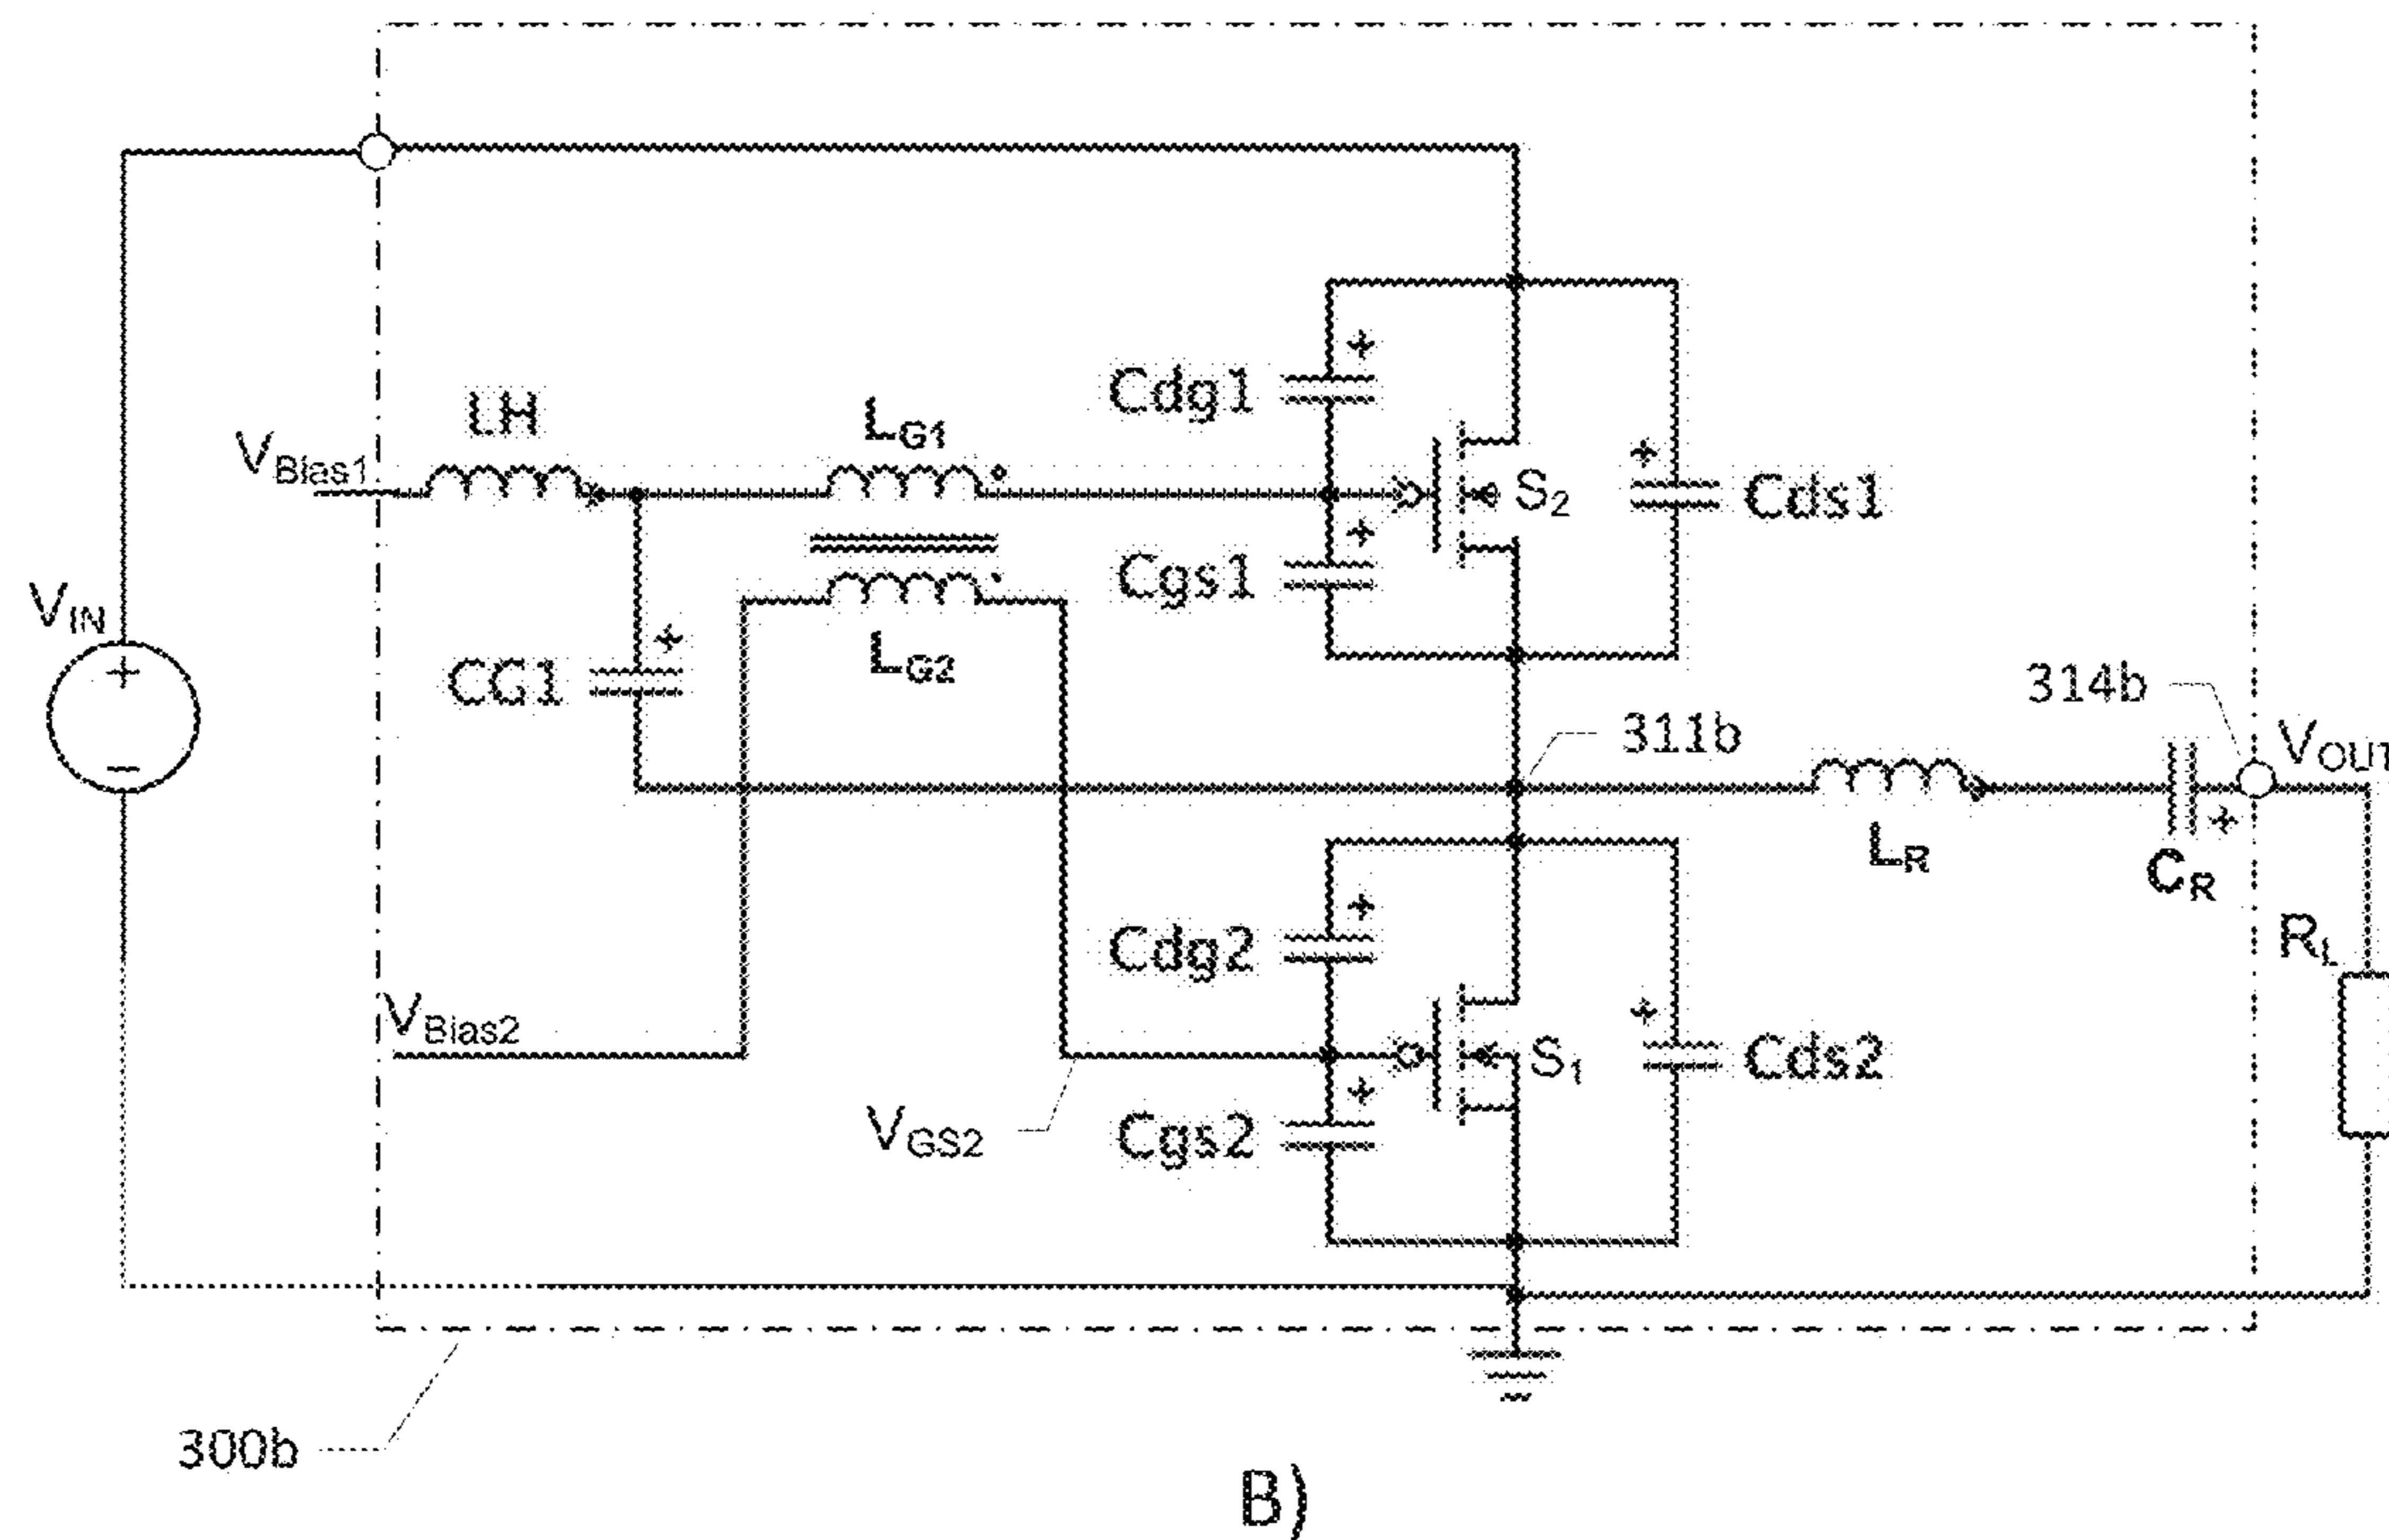 LH
LG1
Cdg1
VBias1
S2
Cds1
Cgs1
VIN
+
−
LG2
CG1
314b
311b
VOUT
LR
CR
RL
Cdg2
VBias2
S1
Cds2
VGS2
Cgs2
300b
B)